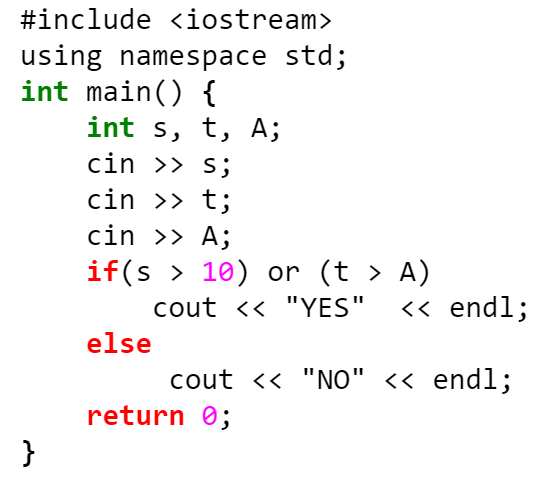 #include <iostream>
using namespace std;
int main() {
    int s, t, A;
    cin >> s;
    cin >> t;
    cin >> A;
    if(s > 10) or (t > A)
        cout << "YES"  << endl;
    else
         cout << "NO" << endl;
    return 0;
}